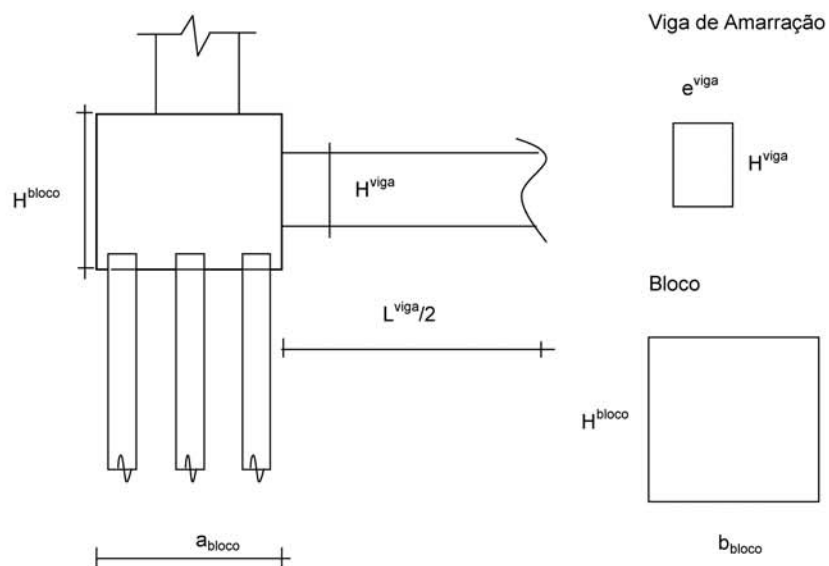 Viga de Amarração
e^viga
H^viga
H^bloco
H^viga
Bloco
L^viga/2
H^bloco
a_bloco
b_bloco